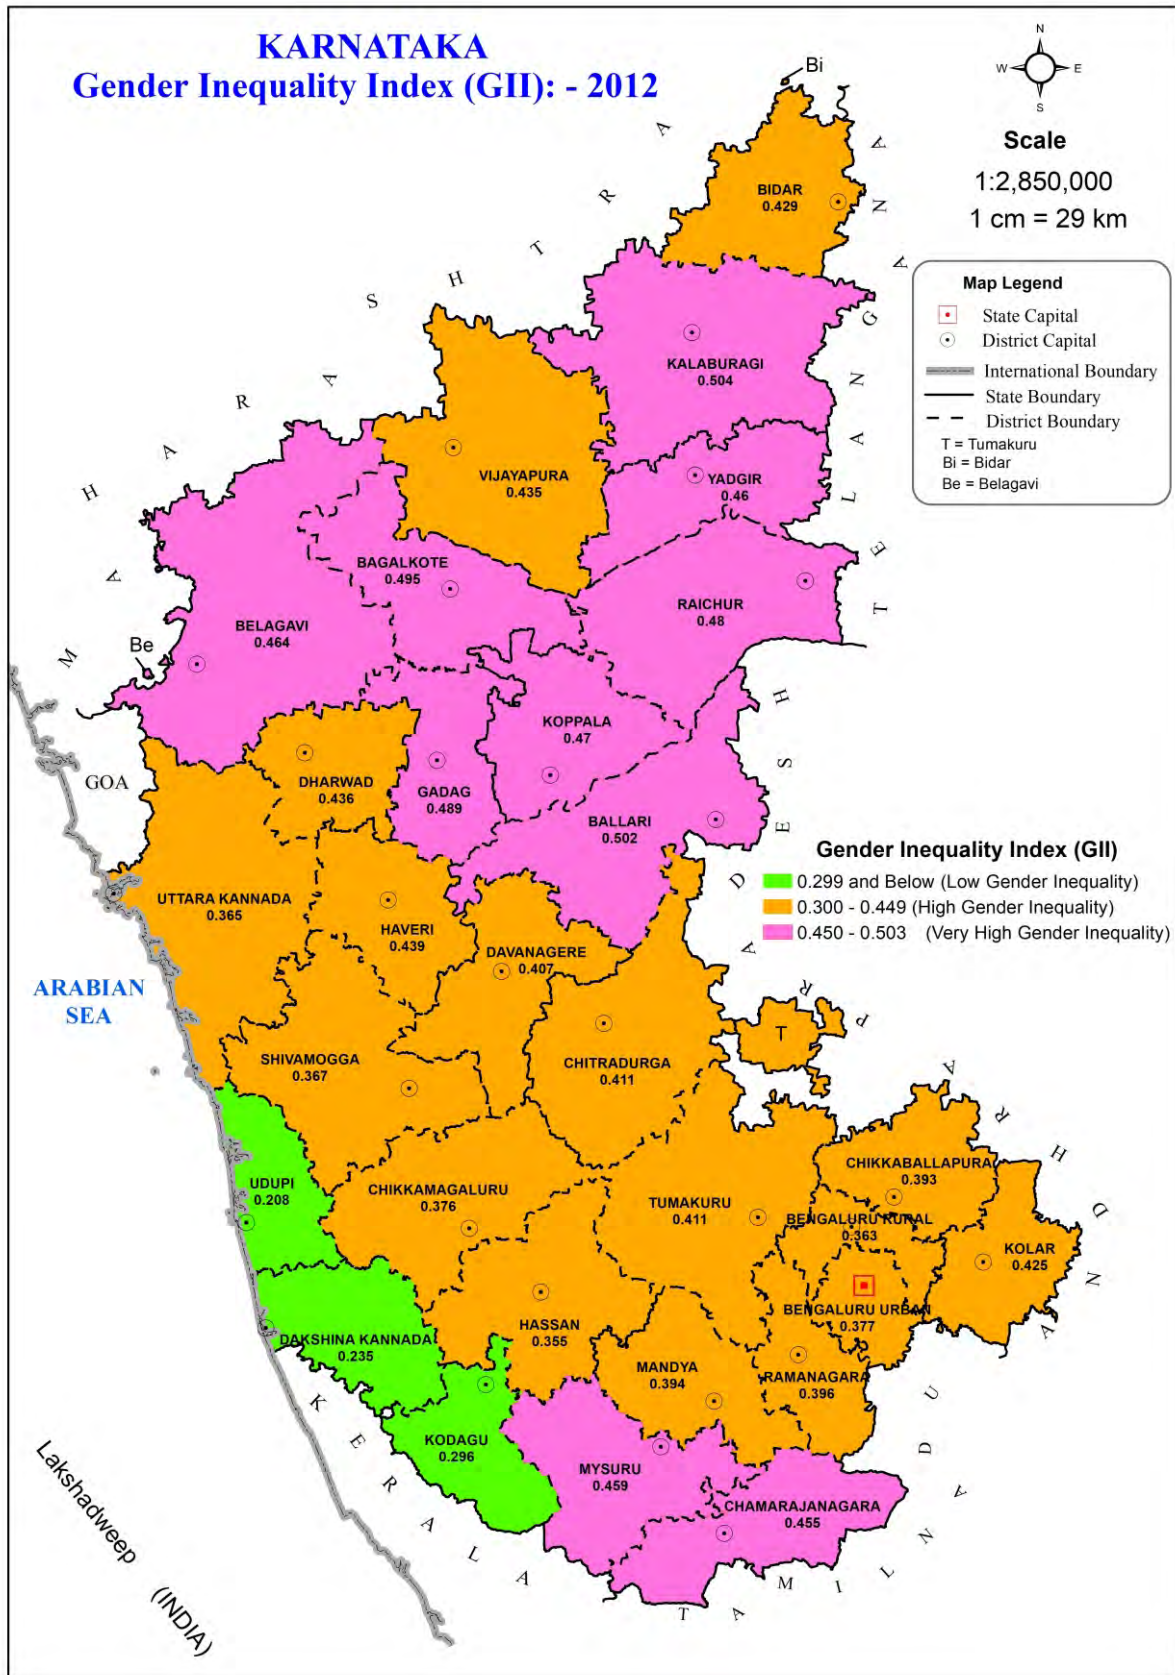 KARNATAKA
Gender Inequality Index (GII): - 2012
N
W E
S
Scale
1:2,850,000
1 cm = 29 km
Map Legend
State Capital
District Capital
International Boundary
State Boundary
District Boundary
T = Tumakuru
Bi = Bidar
Be = Belagavi
Bi
BIDAR
0.429
MAHARASHTRA
TELANGANA
KALABURAGI
0.504
VIJAYAPURA
0.435
YADGIR
0.46
BAGALKOTE
0.495
RAICHUR
0.48
BELAGAVI
0.464
Be
KOPPALA
0.47
GOA
DHARWAD
0.436
GADAG
0.489
BALLARI
0.502
ANDHRA PRADESH
Gender Inequality Index (GII)
0.299 and Below (Low Gender Inequality)
0.300 - 0.449 (High Gender Inequality)
0.450 - 0.503 (Very High Gender Inequality)
UTTARA KANNADA
0.365
HAVERI
0.439
DAVANAGERE
0.407
ARABIAN
SEA
SHIVAMOGGA
0.367
CHITRADURGA
0.411
T
UDUPI
0.208
CHIKKAMAGALURU
0.376
TUMAKURU
0.411
CHIKKABALLAPURA
0.393
BENGALURU RURAL
0.363
KOLAR
0.425
BENGALURU URBAN
0.377
HASSAN
0.355
DAKSHINA KANNADA
0.235
MANDYA
0.394
RAMANAGARA
0.396
KODAGU
0.296
MYSURU
0.459
CHAMARAJANAGARA
0.455
KERALA
TAMILNADU
Lakshadweep
(INDIA)